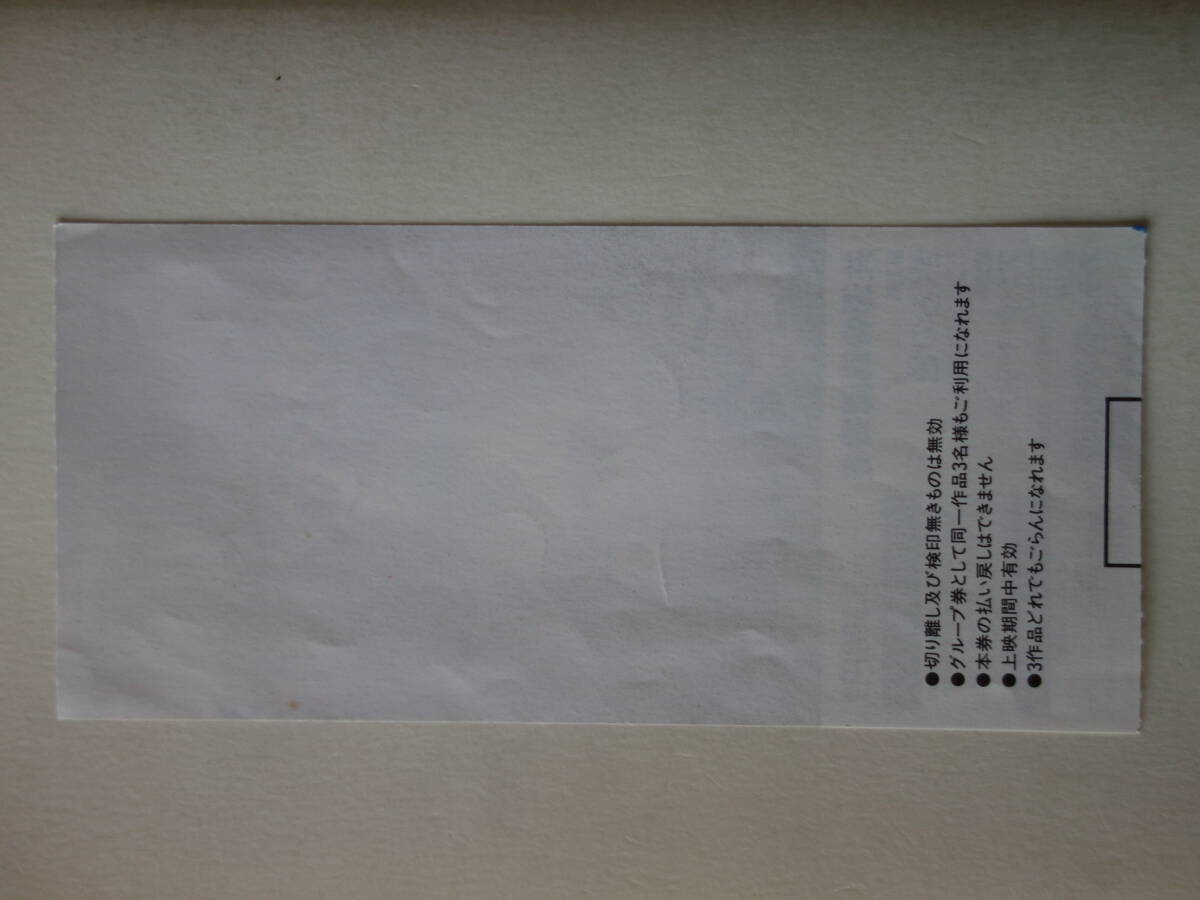 ●切り離し及び検印無きものは無効
●グループ券として同一作品3名様もご利用になれます
●本券の払い戻しはできません
●上映期間中有効
●3作品どれでもごらんになれます